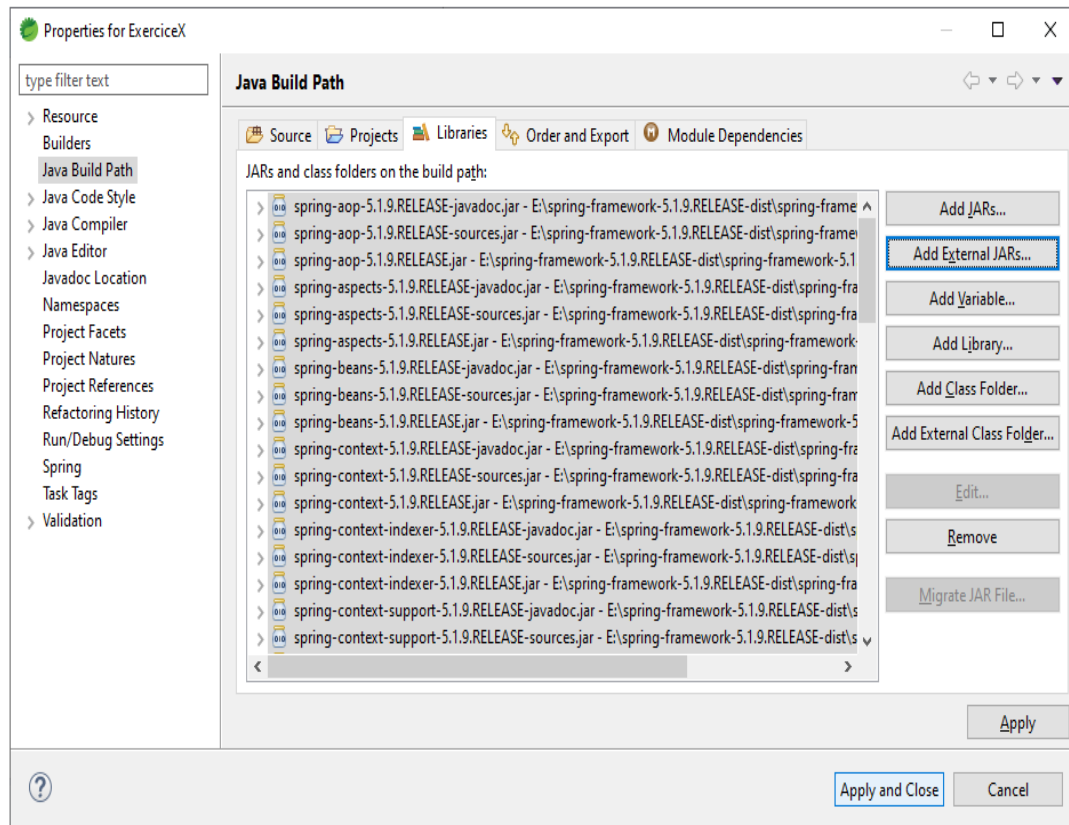 Properties for ExerciceX
type filter text
Resource
Builders
Java Build Path
Java Code Style
Java Compiler
Java Editor
Javadoc Location
Namespaces
Project Facets
Project Natures
Project References
Refactoring History
Run/Debug Settings
Spring
Task Tags
Validation
Java Build Path
Source Projects Libraries Order and Export Module Dependencies
JARs and class folders on the build path:
spring-aop-5.1.9.RELEASE-javadoc.jar - E:\spring-framework-5.1.9.RELEASE-dist\spring-frame
spring-aop-5.1.9.RELEASE-sources.jar - E:\spring-framework-5.1.9.RELEASE-dist\spring-frame
spring-aop-5.1.9.RELEASE.jar - E:\spring-framework-5.1.9.RELEASE-dist\spring-framework-5.1
spring-aspects-5.1.9.RELEASE-javadoc.jar - E:\spring-framework-5.1.9.RELEASE-dist\spring-fra
spring-aspects-5.1.9.RELEASE-sources.jar - E:\spring-framework-5.1.9.RELEASE-dist\spring-fra
spring-aspects-5.1.9.RELEASE.jar - E:\spring-framework-5.1.9.RELEASE-dist\spring-framework-
spring-beans-5.1.9.RELEASE-javadoc.jar - E:\spring-framework-5.1.9.RELEASE-dist\spring-fram
spring-beans-5.1.9.RELEASE-sources.jar - E:\spring-framework-5.1.9.RELEASE-dist\spring-fram
spring-beans-5.1.9.RELEASE.jar - E:\spring-framework-5.1.9.RELEASE-dist\spring-framework-5
spring-context-5.1.9.RELEASE-javadoc.jar - E:\spring-framework-5.1.9.RELEASE-dist\spring-fra
spring-context-5.1.9.RELEASE-sources.jar - E:\spring-framework-5.1.9.RELEASE-dist\spring-fra
spring-context-5.1.9.RELEASE.jar - E:\spring-framework-5.1.9.RELEASE-dist\spring-framework
spring-context-indexer-5.1.9.RELEASE-javadoc.jar - E:\spring-framework-5.1.9.RELEASE-dist\s
spring-context-indexer-5.1.9.RELEASE-sources.jar - E:\spring-framework-5.1.9.RELEASE-dist\s
spring-context-indexer-5.1.9.RELEASE.jar - E:\spring-framework-5.1.9.RELEASE-dist\spring-fra
spring-context-support-5.1.9.RELEASE-javadoc.jar - E:\spring-framework-5.1.9.RELEASE-dist\s
spring-context-support-5.1.9.RELEASE-sources.jar - E:\spring-framework-5.1.9.RELEASE-dist\s
Add JARs...
Add External JARs...
Add Variable...
Add Library...
Add Class Folder...
Add External Class Folder...
Edit...
Remove
Migrate JAR File...
Apply
Apply and Close
Cancel